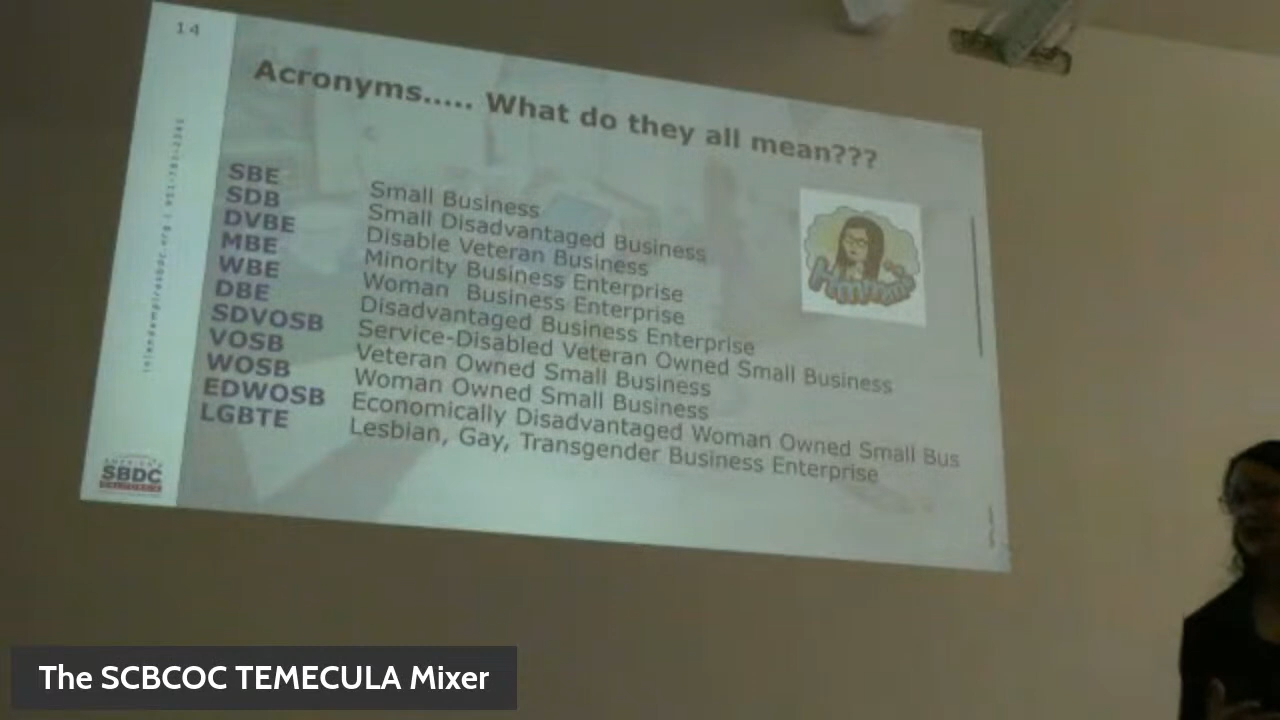 14
Acronyms..... What do they all mean???
SBE Small Business
SDB Small Disadvantaged Business
DVBE Disable Veteran Business
MBE Minority Business Enterprise
WBE Woman Business Enterprise
DBE Disadvantaged Business Enterprise
SDVOSB Service-Disabled Veteran Owned Small Business
VOSB Veteran Owned Small Business
WOSB Woman Owned Small Business
EDWOSB Economically Disadvantaged Woman Owned Small Bus
LGBTE Lesbian, Gay, Transgender Business Enterprise
SBDC
The SCBCOC TEMECULA Mixer